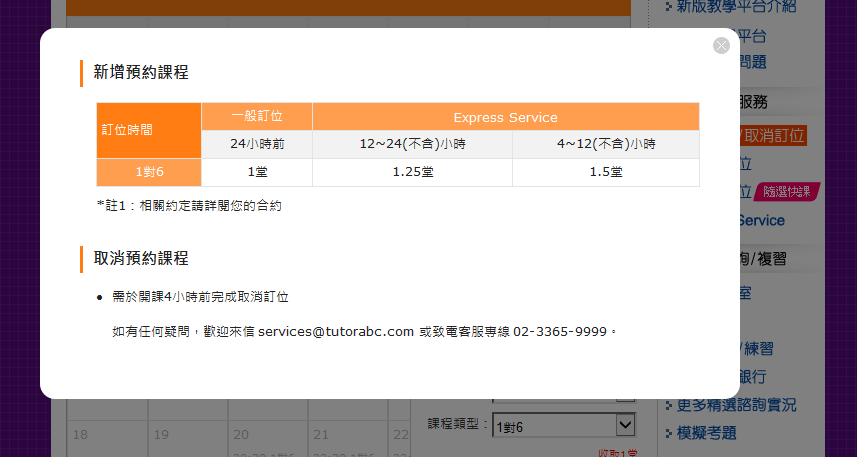 新版教學平台介紹
新增預約課程
平台
問題
訂位時間 一般訂位 Express Service
服務
24小時前 12~24(不含)小時 4~12(不含)小時
/取消訂位
1對6 1堂 1.25堂 1.5堂
位
位 隨選快課
*註1：相關約定請詳閱您的合約
Service
取消預約課程
詢/複習
• 需於開課4小時前完成取消訂位
室
如有任何疑問，歡迎來信 services@tutorabc.com 或致電客服專線 02-3365-9999。
/練習
銀行
更多精選諮詢實況
課程類型： 1對6
18 19 20 21 22
模擬考題
收取1堂